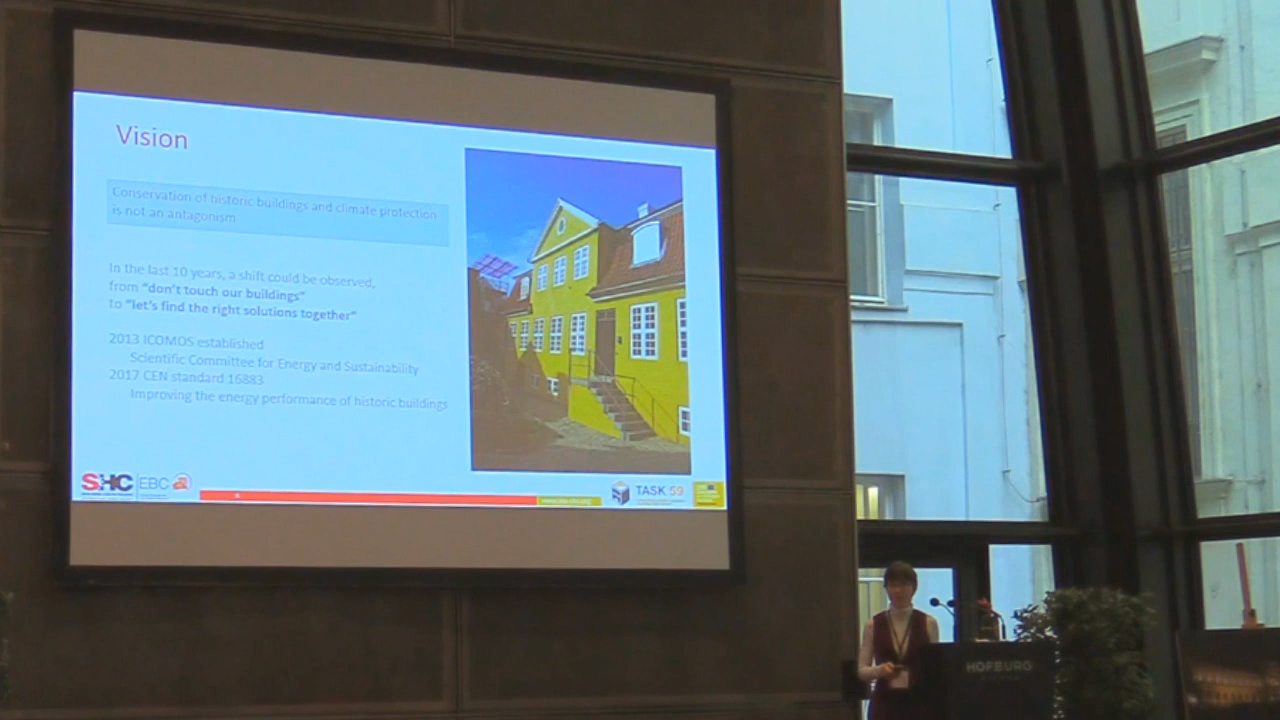 Vision
Conservation of historic buildings and climate protection
is not an antagonism
In the last 10 years, a shift could be observed,
from "don't touch our buildings"
to "let's find the right solutions together"
2013 ICOMOS established
Scientific Committee for Energy and Sustainability
2017 CEN standard 16883
Improving the energy performance of historic buildings
SHC EBC
TASK 59
HOFBURG